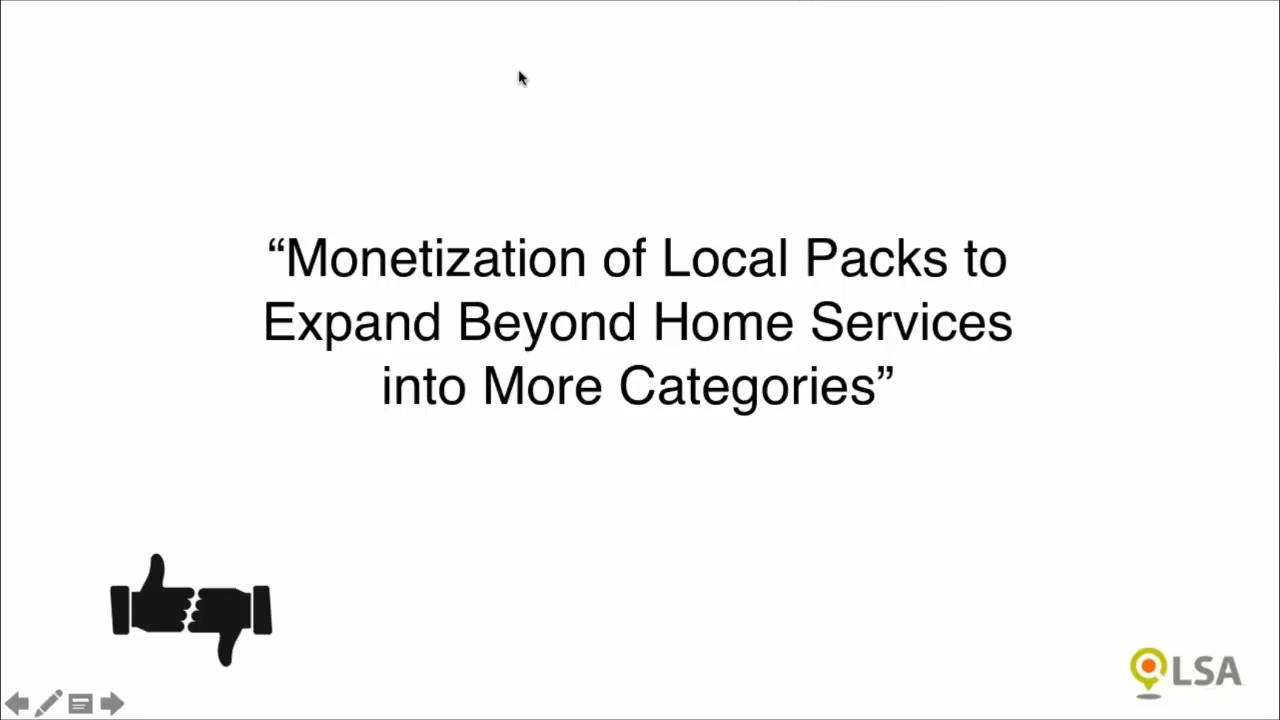 “Monetization of Local Packs to
Expand Beyond Home Services
into More Categories”
LSA